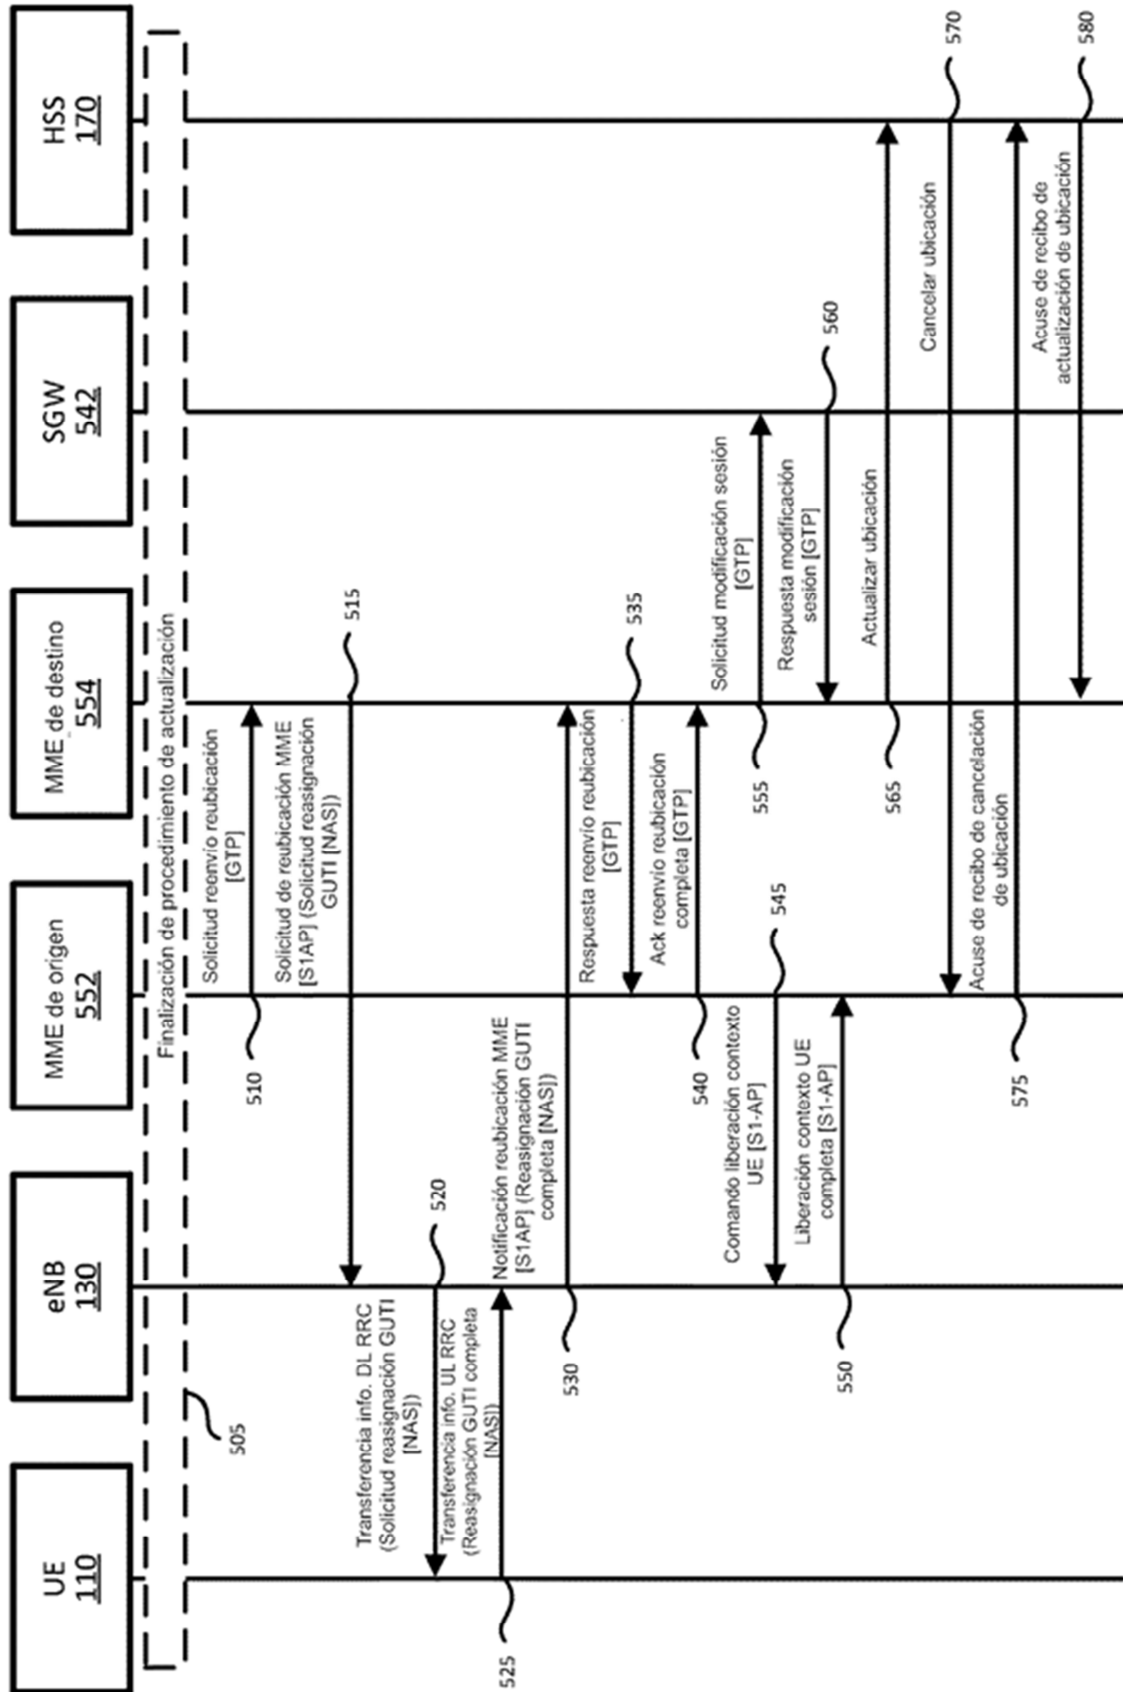 UE
110
eNB
130
MME de origen
552
MME de destino
554
SGW
542
HSS
170
Finalización de procedimiento de actualización
505
Solicitud reenvío reubicación
[GTP]
510
Solicitud de reubicación MME
[S1AP] (Solicitud reasignación
GUTI [NAS])
515
Transferencia info. DL RRC
(Solicitud reasignación GUTI
[NAS])
520
Transferencia info. UL RRC
(Reasignación GUTI completa
[NAS])
525
Notificación reubicación MME
[S1AP] (Reasignación GUTI
completa [NAS])
530
Respuesta reenvío reubicación
[GTP]
535
Ack reenvío reubicación
completa [GTP]
540
Comando liberación contexto
UE [S1-AP]
545
Liberación contexto UE
completa [S1-AP]
550
Solicitud modificación sesión
[GTP]
555
Respuesta modificación
sesión [GTP]
560
Actualizar ubicación
565
Cancelar ubicación
570
Acuse de recibo de cancelación
de ubicación
575
Acuse de recibo de
actualización de ubicación
580